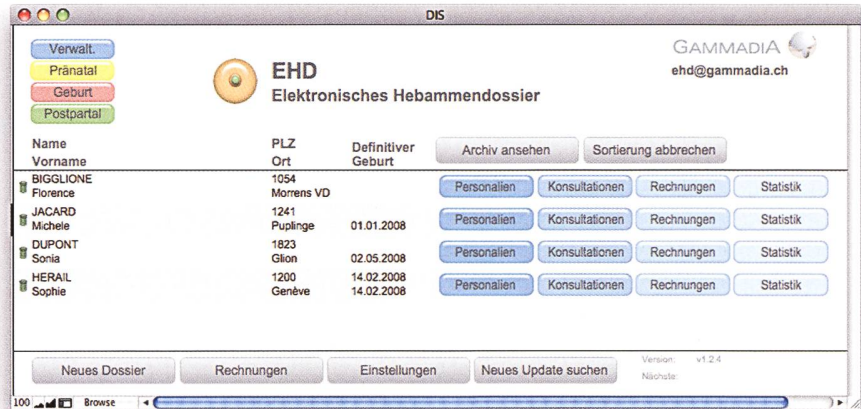 DIS
Verwalt.
Pränatal
Geburt
Postpartal
EHD
Elektronisches Hebammendossier
GAMMADIA
ehd@gammadia.ch
Name
Vorname
PLZ
Ort
Definitiver
Geburt
Archiv ansehen
Sortierung abbrechen
BIGGLIONE 1054
Florence Morrens VD
Personalien Konsultationen Rechnungen Statistik
JACARD 1241
Michele Puplinge 01.01.2008
Personalien Konsultationen Rechnungen Statistik
DUPONT 1823
Sonia Glion 02.05.2008
Personalien Konsultationen Rechnungen Statistik
HERAIL 1200 14.02.2008
Sophie Genève 14.02.2008
Personalien Konsultationen Rechnungen Statistik
Neues Dossier Rechnungen Einstellungen Neues Update suchen
Version: v1.2.4
Nächste:
100 Browse